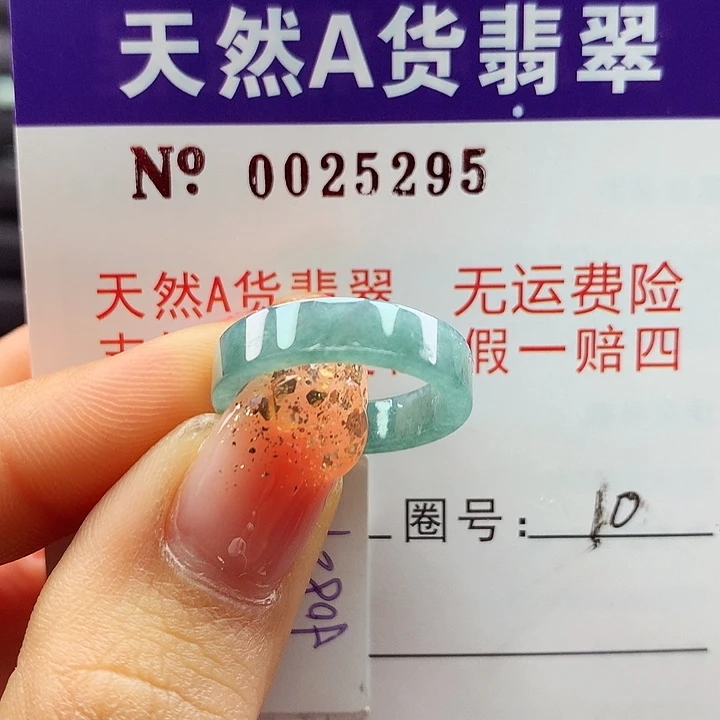 天然A货翡翠
Nº 0025295
天然A货翡翠 无运费险
支 假一赔四
圈号: 10